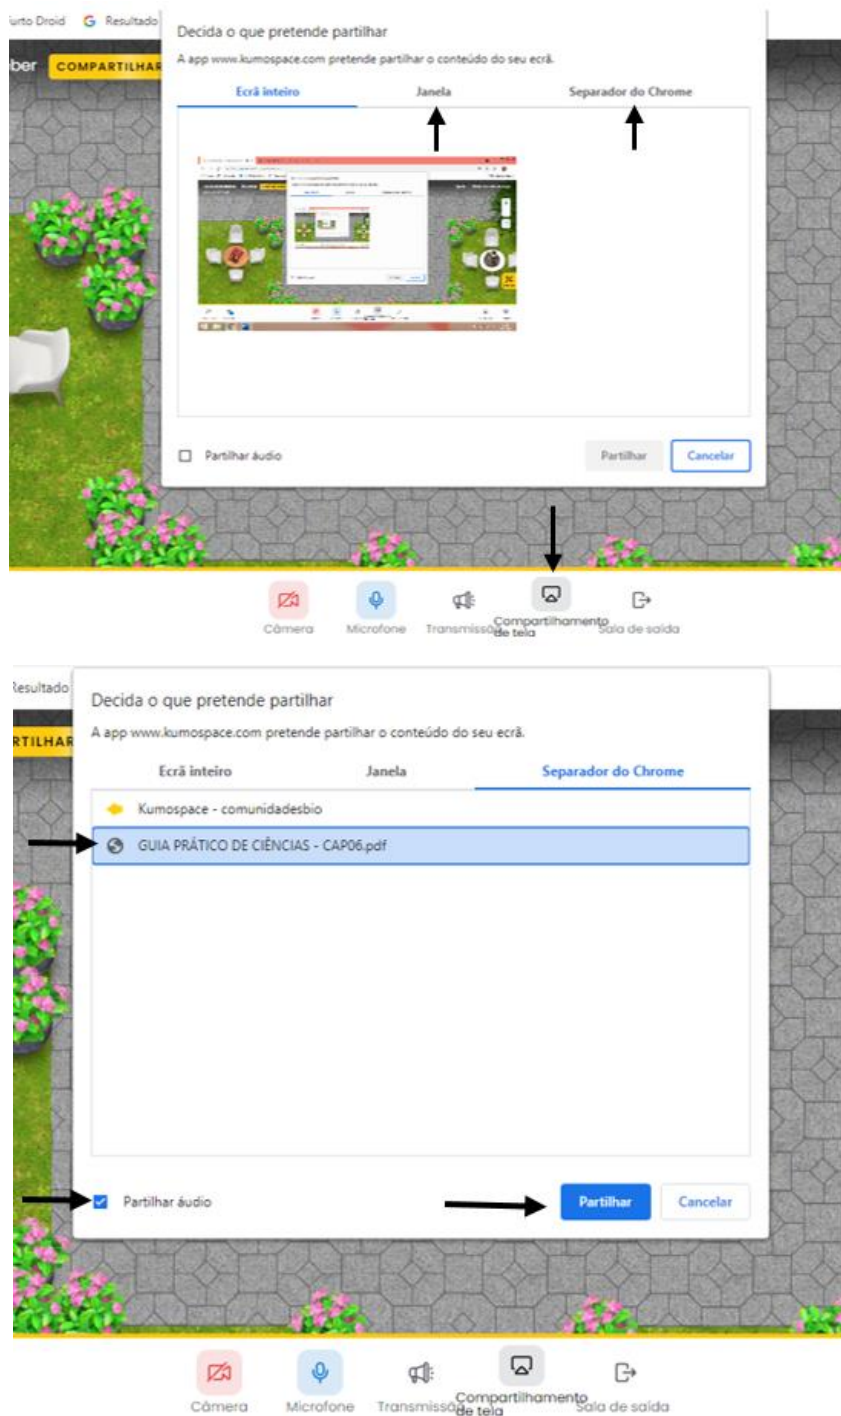 urto Droid Resultado
ber COMPARTILHAR
Decida o que pretende partilhar
A app www.kumospace.com pretende partilhar o conteúdo do seu ecrã.
Ecrã inteiro Janela Separador do Chrome
Partilhar áudio Partilhar Cancelar
Câmera Microfone Transmissão Compartilhamento de tela Sala de saída
Resultado
RTILHAR
Decida o que pretende partilhar
A app www.kumospace.com pretende partilhar o conteúdo do seu ecrã.
Ecrã inteiro Janela Separador do Chrome
Kumospace - comunidadesbio
GUIA PRÁTICO DE CIÊNCIAS - CAP06.pdf
Partilhar áudio Partilhar Cancelar
Câmera Microfone Transmissão Compartilhamento de tela Sala de saída